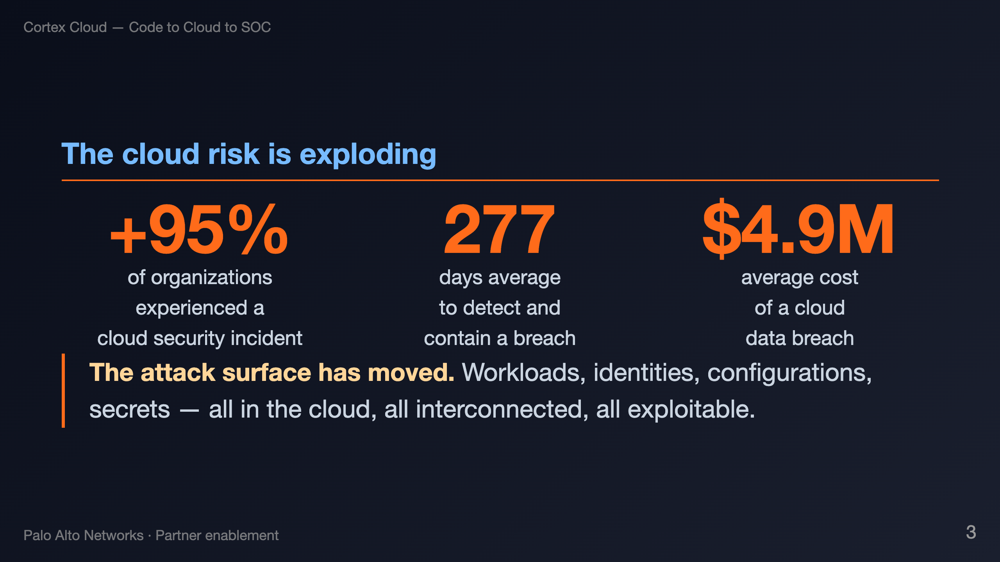 Cortex Cloud — Code to Cloud to SOC
The cloud risk is exploding
+95%
of organizations
experienced a
cloud security incident
277
days average
to detect and
contain a breach
$4.9M
average cost
of a cloud
data breach
The attack surface has moved. Workloads, identities, configurations,
secrets — all in the cloud, all interconnected, all exploitable.
Palo Alto Networks · Partner enablement
3